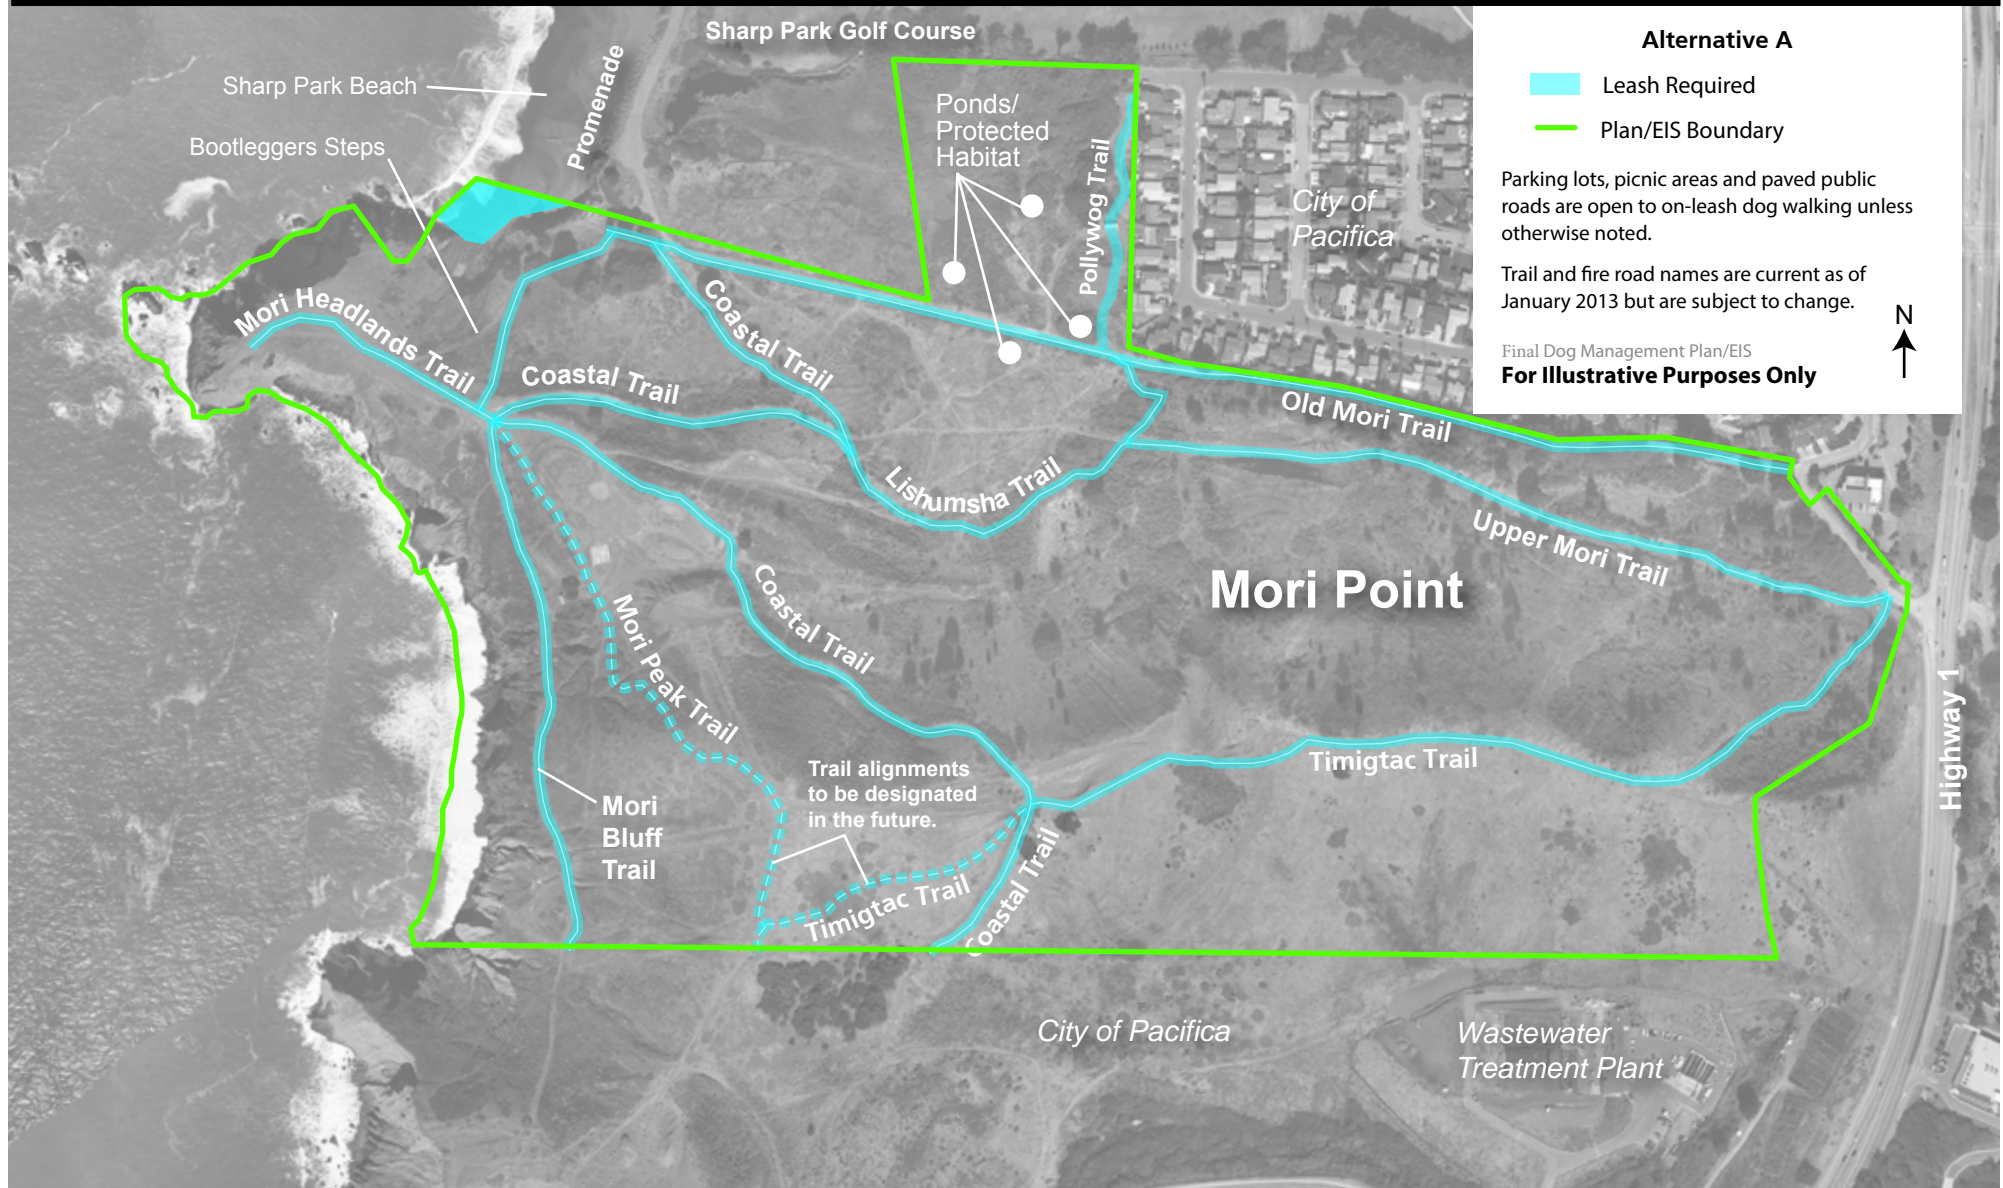 Sharp Park Golf Course
Alternative A
Leash Required
Plan/EIS Boundary
Parking lots, picnic areas and paved public
roads are open to on-leash dog walking unless
otherwise noted.
Trail and fire road names are current as of
January 2013 but are subject to change.
N
Final Dog Management Plan/EIS
For Illustrative Purposes Only
Sharp Park Beach
Promenade
Bootleggers Steps
Ponds/
Protected
Habitat
Pollywog Trail
City of
Pacifica
Mori Headlands Trail
Coastal Trail
Coastal Trail
Old Mori Trail
Lishumsha Trail
Upper Mori Trail
Mori Point
Coastal Trail
Mori Peak Trail
Highway 1
Timigtac Trail
Trail alignments
to be designated
in the future.
Mori
Bluff
Trail
Timigtac Trail
Coastal Trail
City of Pacifica
Wastewater
Treatment Plant